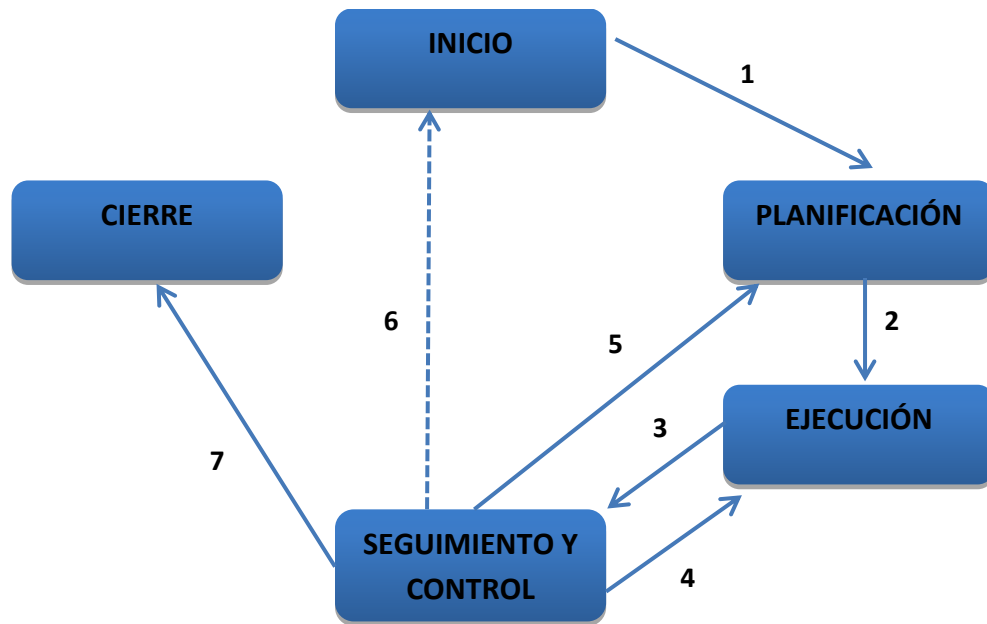 INICIO
1
CIERRE
PLANIFICACIÓN
6
5
2
EJECUCIÓN
3
7
SEGUIMIENTO Y
CONTROL
4